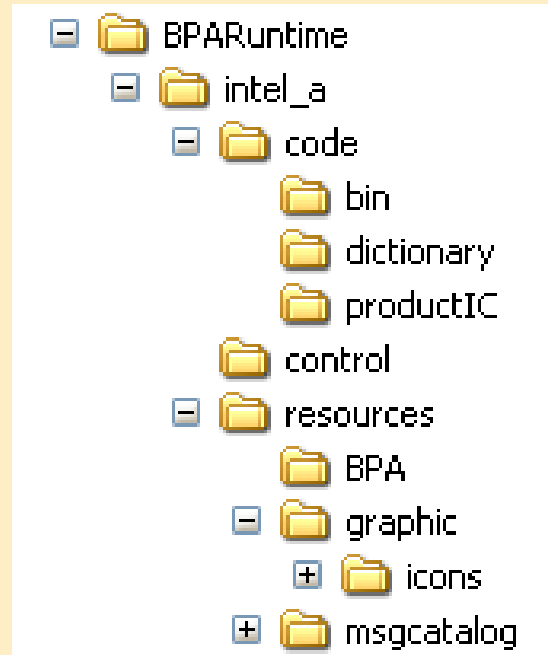 BPARuntime
intel_a
code
bin
dictionary
productIC
control
resources
BPA
graphic
icons
msgcatalog